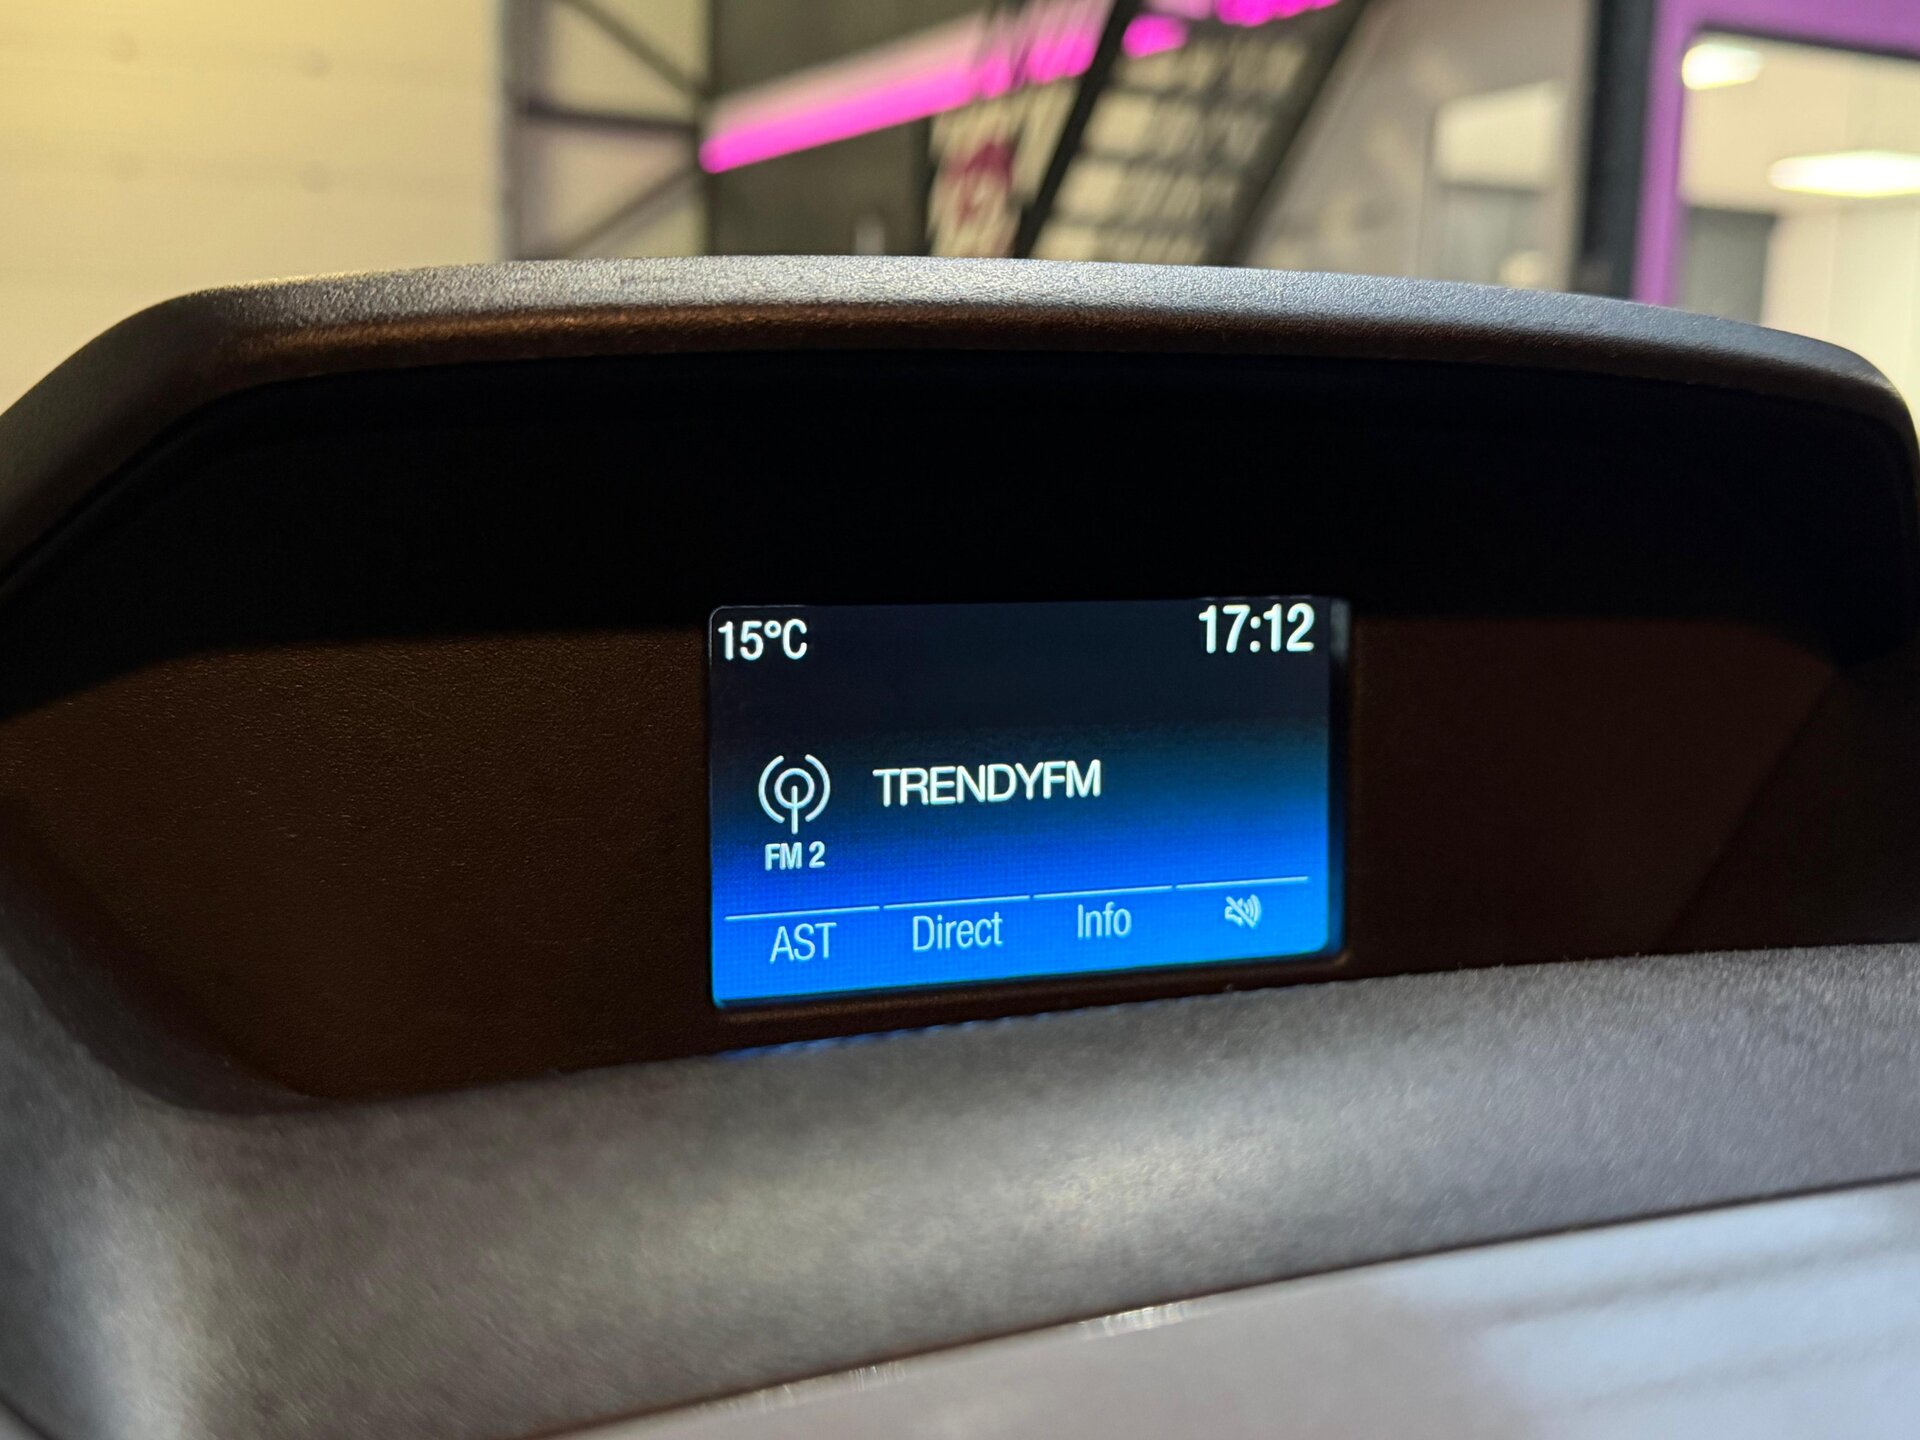 15°C 17:12
TRENDYFM
FM 2
AST Direct Info